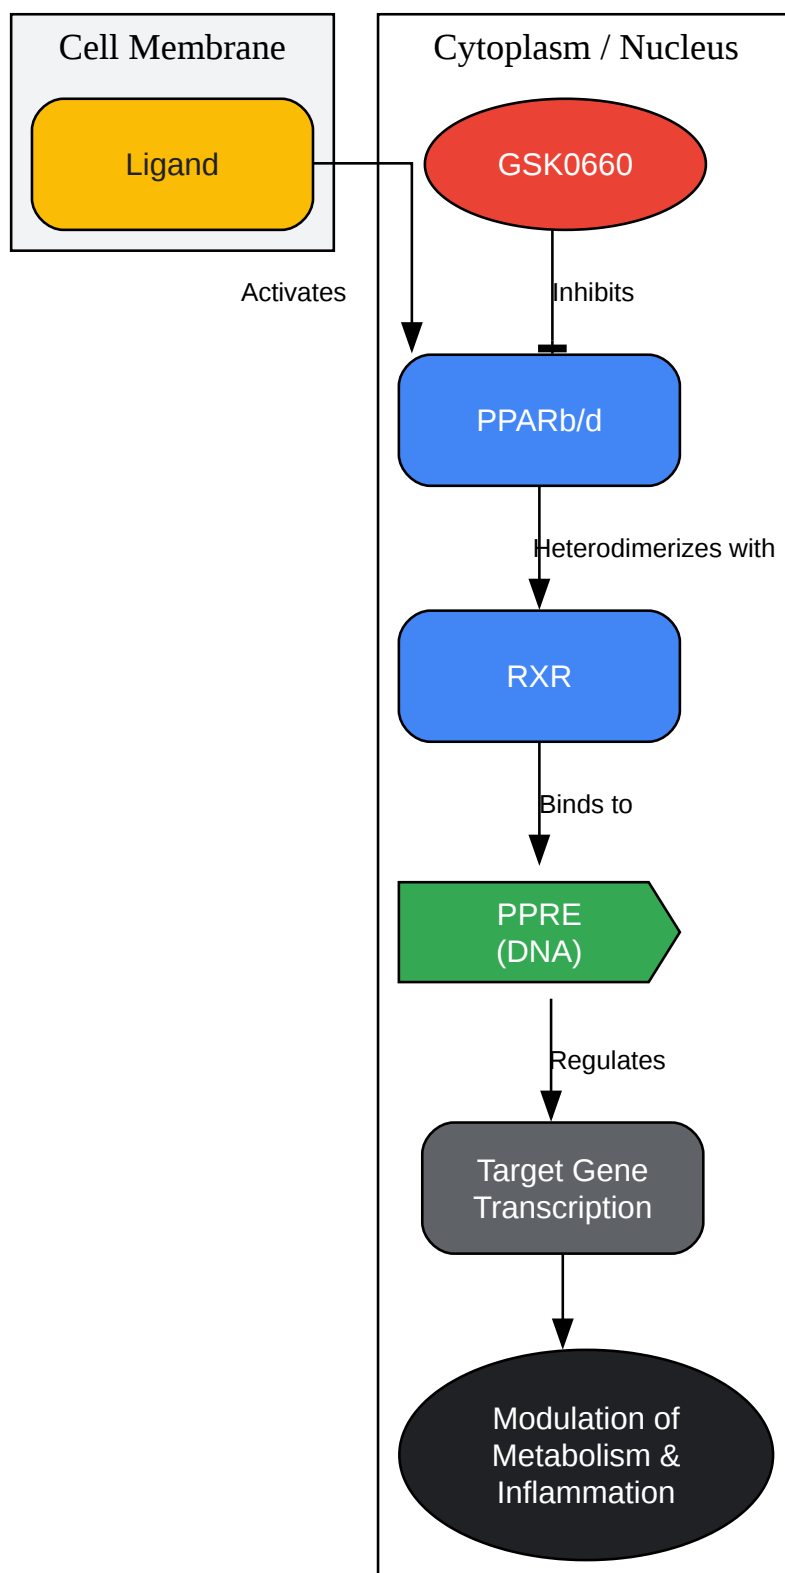 Cell Membrane
Cytoplasm / Nucleus
Ligand
GSK0660
Activates
Inhibits
PPARb/d
Heterodimerizes with
RXR
Binds to
PPRE
(DNA)
Regulates
Target Gene
Transcription
Modulation of
Metabolism &
Inflammation